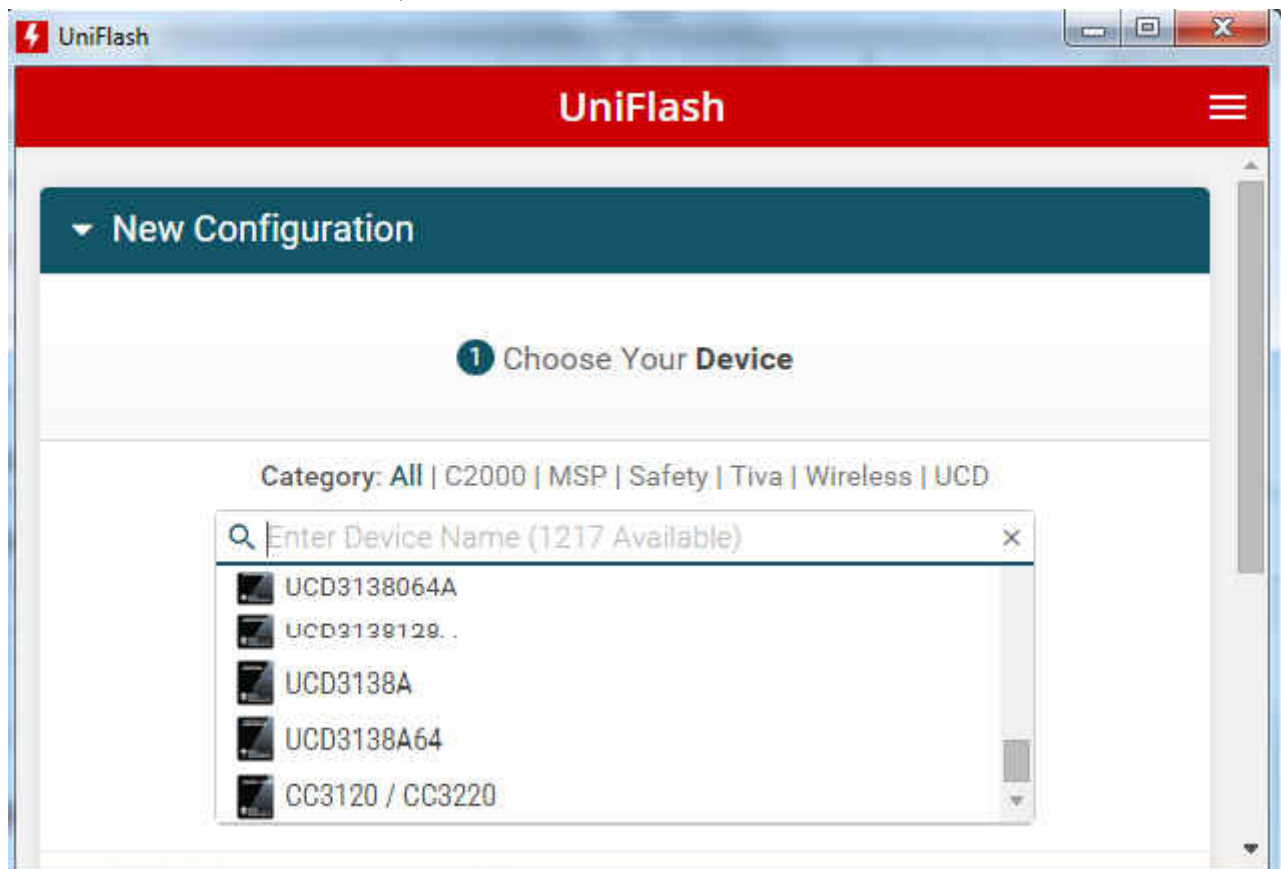 UniFlash
UniFlash
New Configuration
1 Choose Your Device
Category: All | C2000 | MSP | Safety | Tiva | Wireless | UCD
Enter Device Name (1217 Available)
UCD3138064A
UCD3138128. .
UCD3138A
UCD3138A64
CC3120 / CC3220